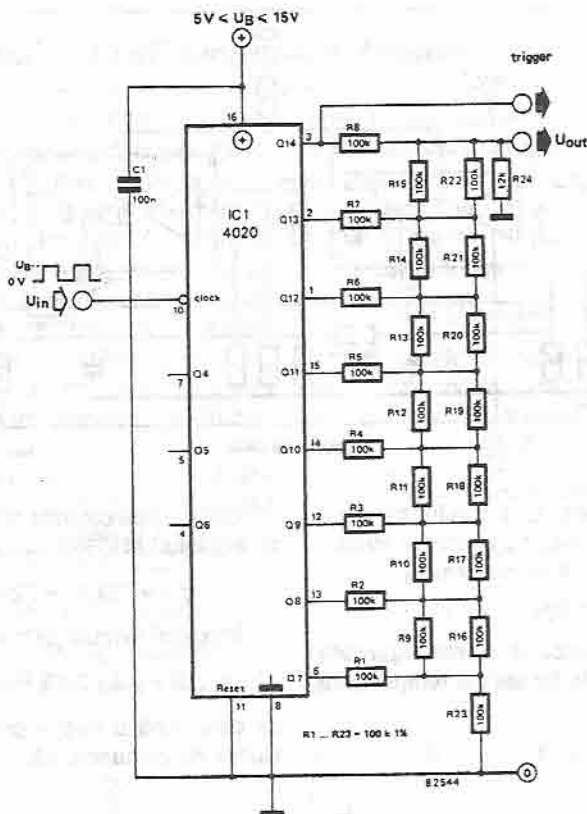 5V < UB < 15V
trigger
16
Q14
3
R8
100k
Uout
C1
100n
R15
100k
R22
100k
12k
R24
IC1
4020
Q13
2
R7
100k
R14
100k
R21
100k
UB
0 V
Uin
10
clock
Q12
1
R6
100k
R13
100k
R20
100k
Q4
7
Q11
15
R5
100k
R12
100k
R19
100k
Q5
5
Q10
14
R4
100k
R11
100k
R18
100k
Q6
4
Q9
12
R3
100k
R10
100k
R17
100k
Q8
13
R2
100k
R9
100k
R16
100k
Q7
6
R1
100k
R23
100k
Reset
11
8
R1 ... R23 = 100 k 1%
82544
0